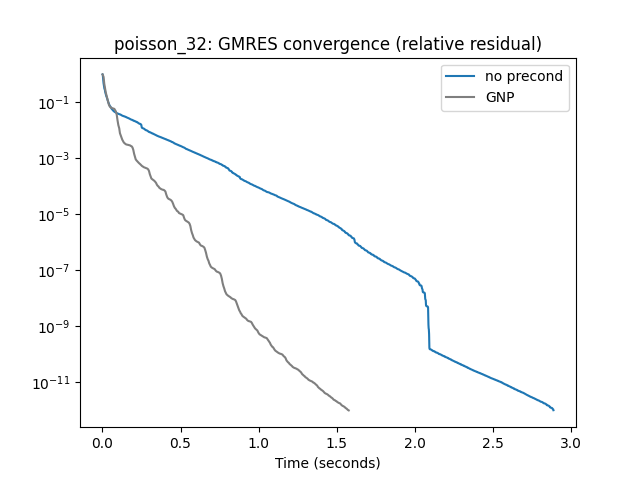 poisson_32: GMRES convergence (relative residual)
no precond
GNP
10⁻¹
10⁻³
10⁻⁵
10⁻⁷
10⁻⁹
10⁻¹¹
0.0 0.5 1.0 1.5 2.0 2.5 3.0
Time (seconds)